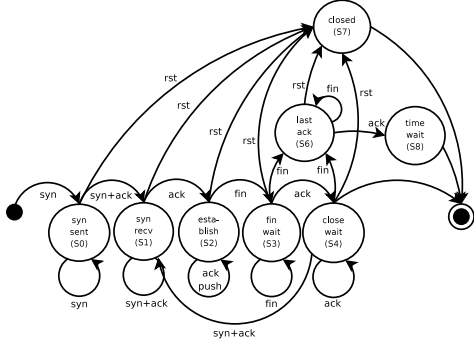 closed
(S7)
rst
rst
rst
rst
rst
rst
fin
last
ack
(S6)
ack
time
wait
(S8)
fin
fin
syn
syn+ack
ack
fin
ack
syn
sent
(S0)
syn
recv
(S1)
esta-
blish
(S2)
fin
wait
(S3)
close
wait
(S4)
ack
push
syn
syn+ack
fin
ack
syn+ack